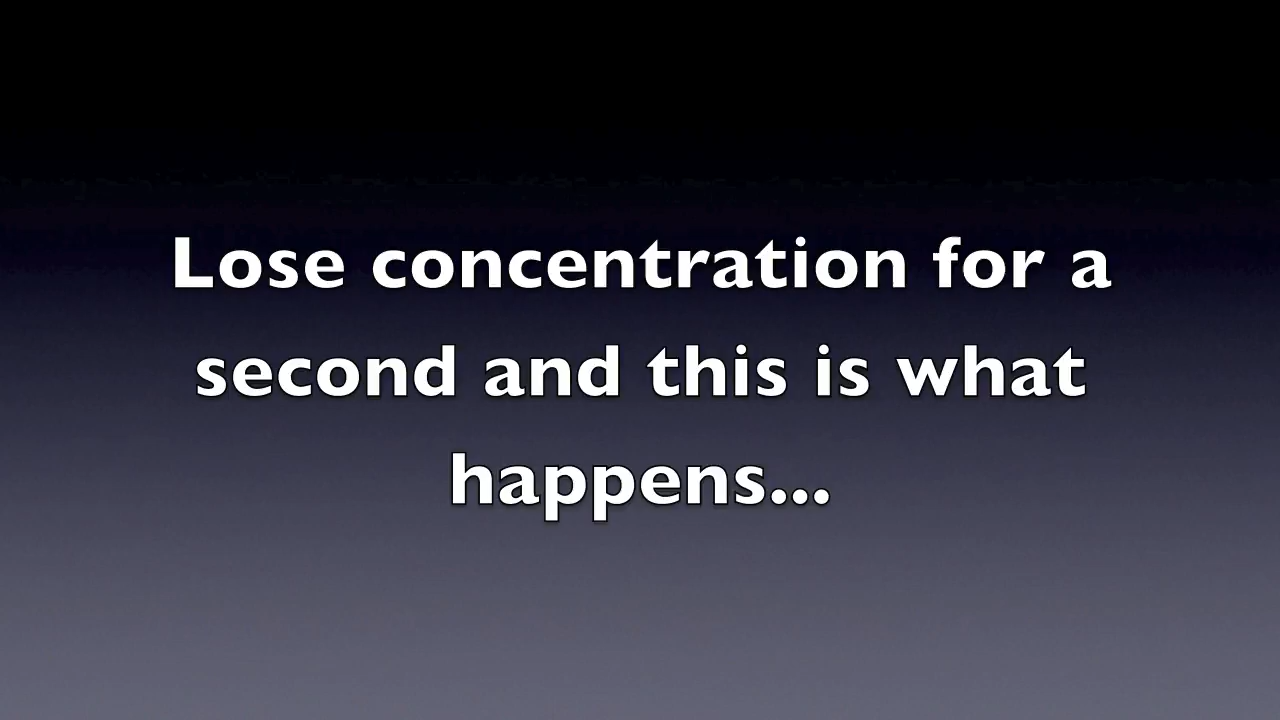 Lose concentration for a
second and this is what
happens...